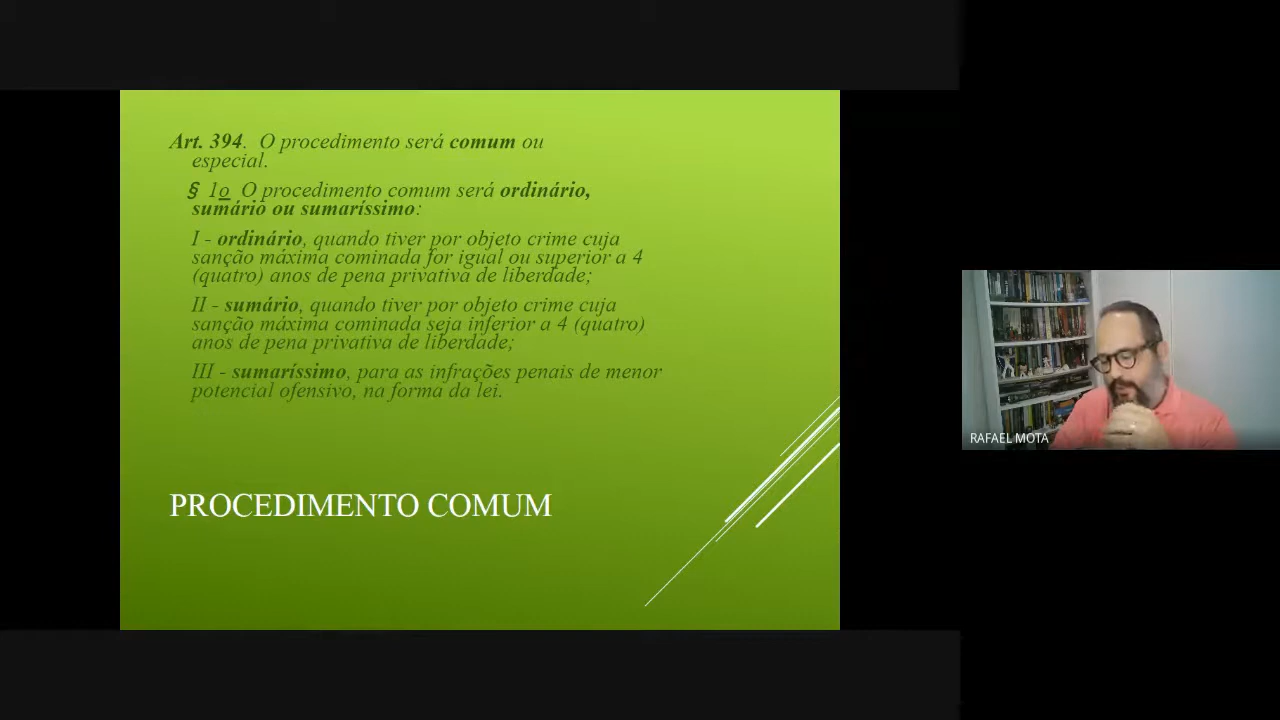 Art. 394.  O procedimento será comum ou
especial.
§ 1o  O procedimento comum será ordinário,
sumário ou sumaríssimo:
I - ordinário, quando tiver por objeto crime cuja
sanção máxima cominada for igual ou superior a 4
(quatro) anos de pena privativa de liberdade;
II - sumário, quando tiver por objeto crime cuja
sanção máxima cominada seja inferior a 4 (quatro)
anos de pena privativa de liberdade;
III - sumaríssimo, para as infrações penais de menor
potencial ofensivo, na forma da lei.
PROCEDIMENTO COMUM
RAFAEL MOTA